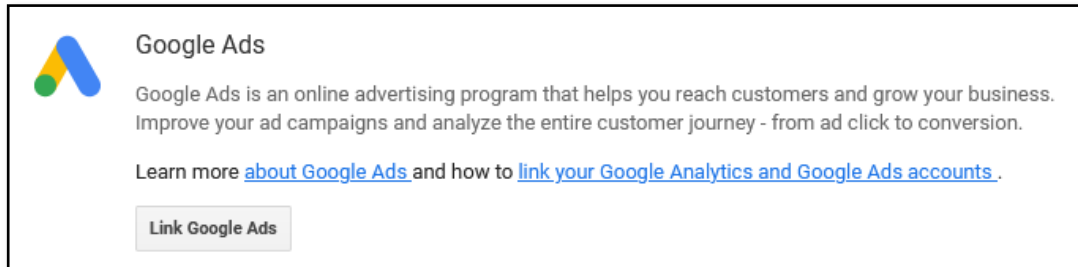 Google Ads
Google Ads is an online advertising program that helps you reach customers and grow your business.
Improve your ad campaigns and analyze the entire customer journey - from ad click to conversion.
Learn more about Google Ads and how to link your Google Analytics and Google Ads accounts .
Link Google Ads